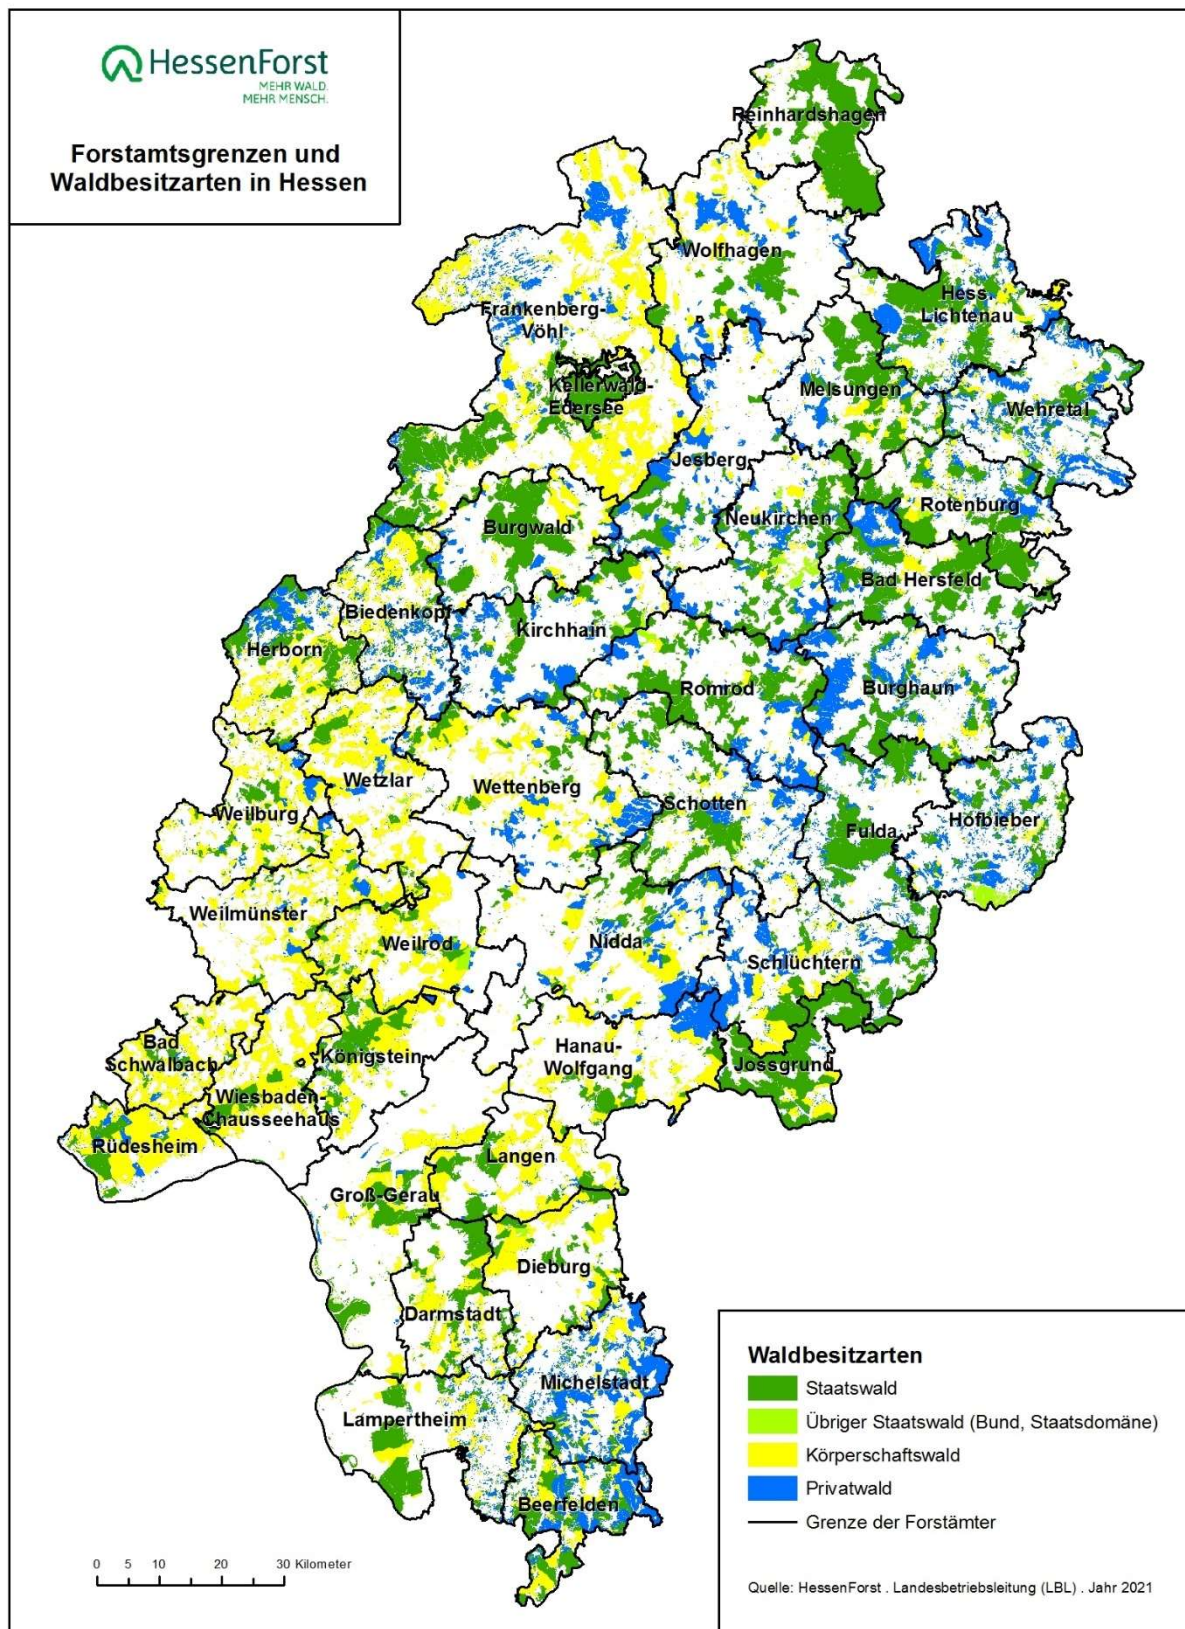 HessenForst
MEHR WALD.
MEHR MENSCH.
Forstamtsgrenzen und
Waldbesitzarten in Hessen
Reinhardshagen
Wolfhagen
Hess.
Lichtenau
Frankenberg-
Vöhl
Kellerwald-
Edersee
Melsungen
Wehretal
Jesberg
Rotenburg
Neukirchen
Burgwald
Bad Hersfeld
Biedenkopf
Kirchhain
Herborn
Romrod
Burghaun
Wetzlar
Wettenberg
Schotten
Weilburg
Fulda
Hofbieber
Weilmünster
Weilrod
Nidda
Schlüchtern
Bad
Schwalbach
Königstein
Hanau-
Wolfgang
Jossgrund
Wiesbaden-
Chausseehaus
Rüdesheim
Langen
Groß-Gerau
Dieburg
Darmstadt
Michelstadt
Lampertheim
Beerfelden
0 5 10 20 30 Kilometer
Waldbesitzarten
Staatswald
Übriger Staatswald (Bund, Staatsdomäne)
Körperschaftswald
Privatwald
Grenze der Forstämter
Quelle: HessenForst . Landesbetriebsleitung (LBL) . Jahr 2021